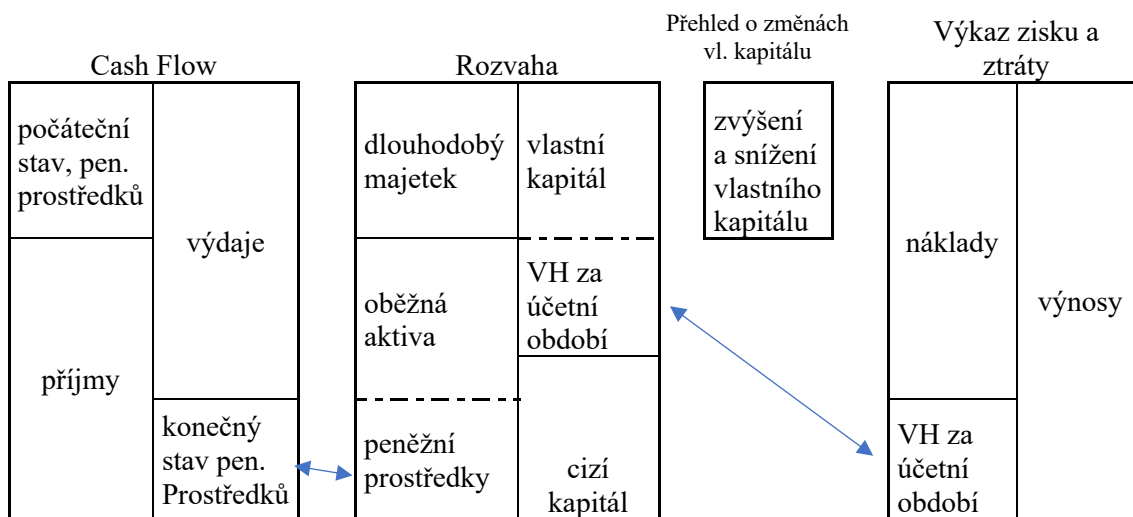 Přehled o změnách
vl. kapitálu
Výkaz zisku a
ztráty
Cash Flow
Rozvaha
počáteční
stav, pen.
prostředků
výdaje
příjmy
konečný
stav pen.
Prostředků
dlouhodobý
majetek
vlastní
kapitál
oběžná
aktiva
VH za
účetní
období
peněžní
prostředky
cizí
kapitál
zvýšení
a snížení
vlastního
kapitálu
náklady
výnosy
VH za
účetní
období